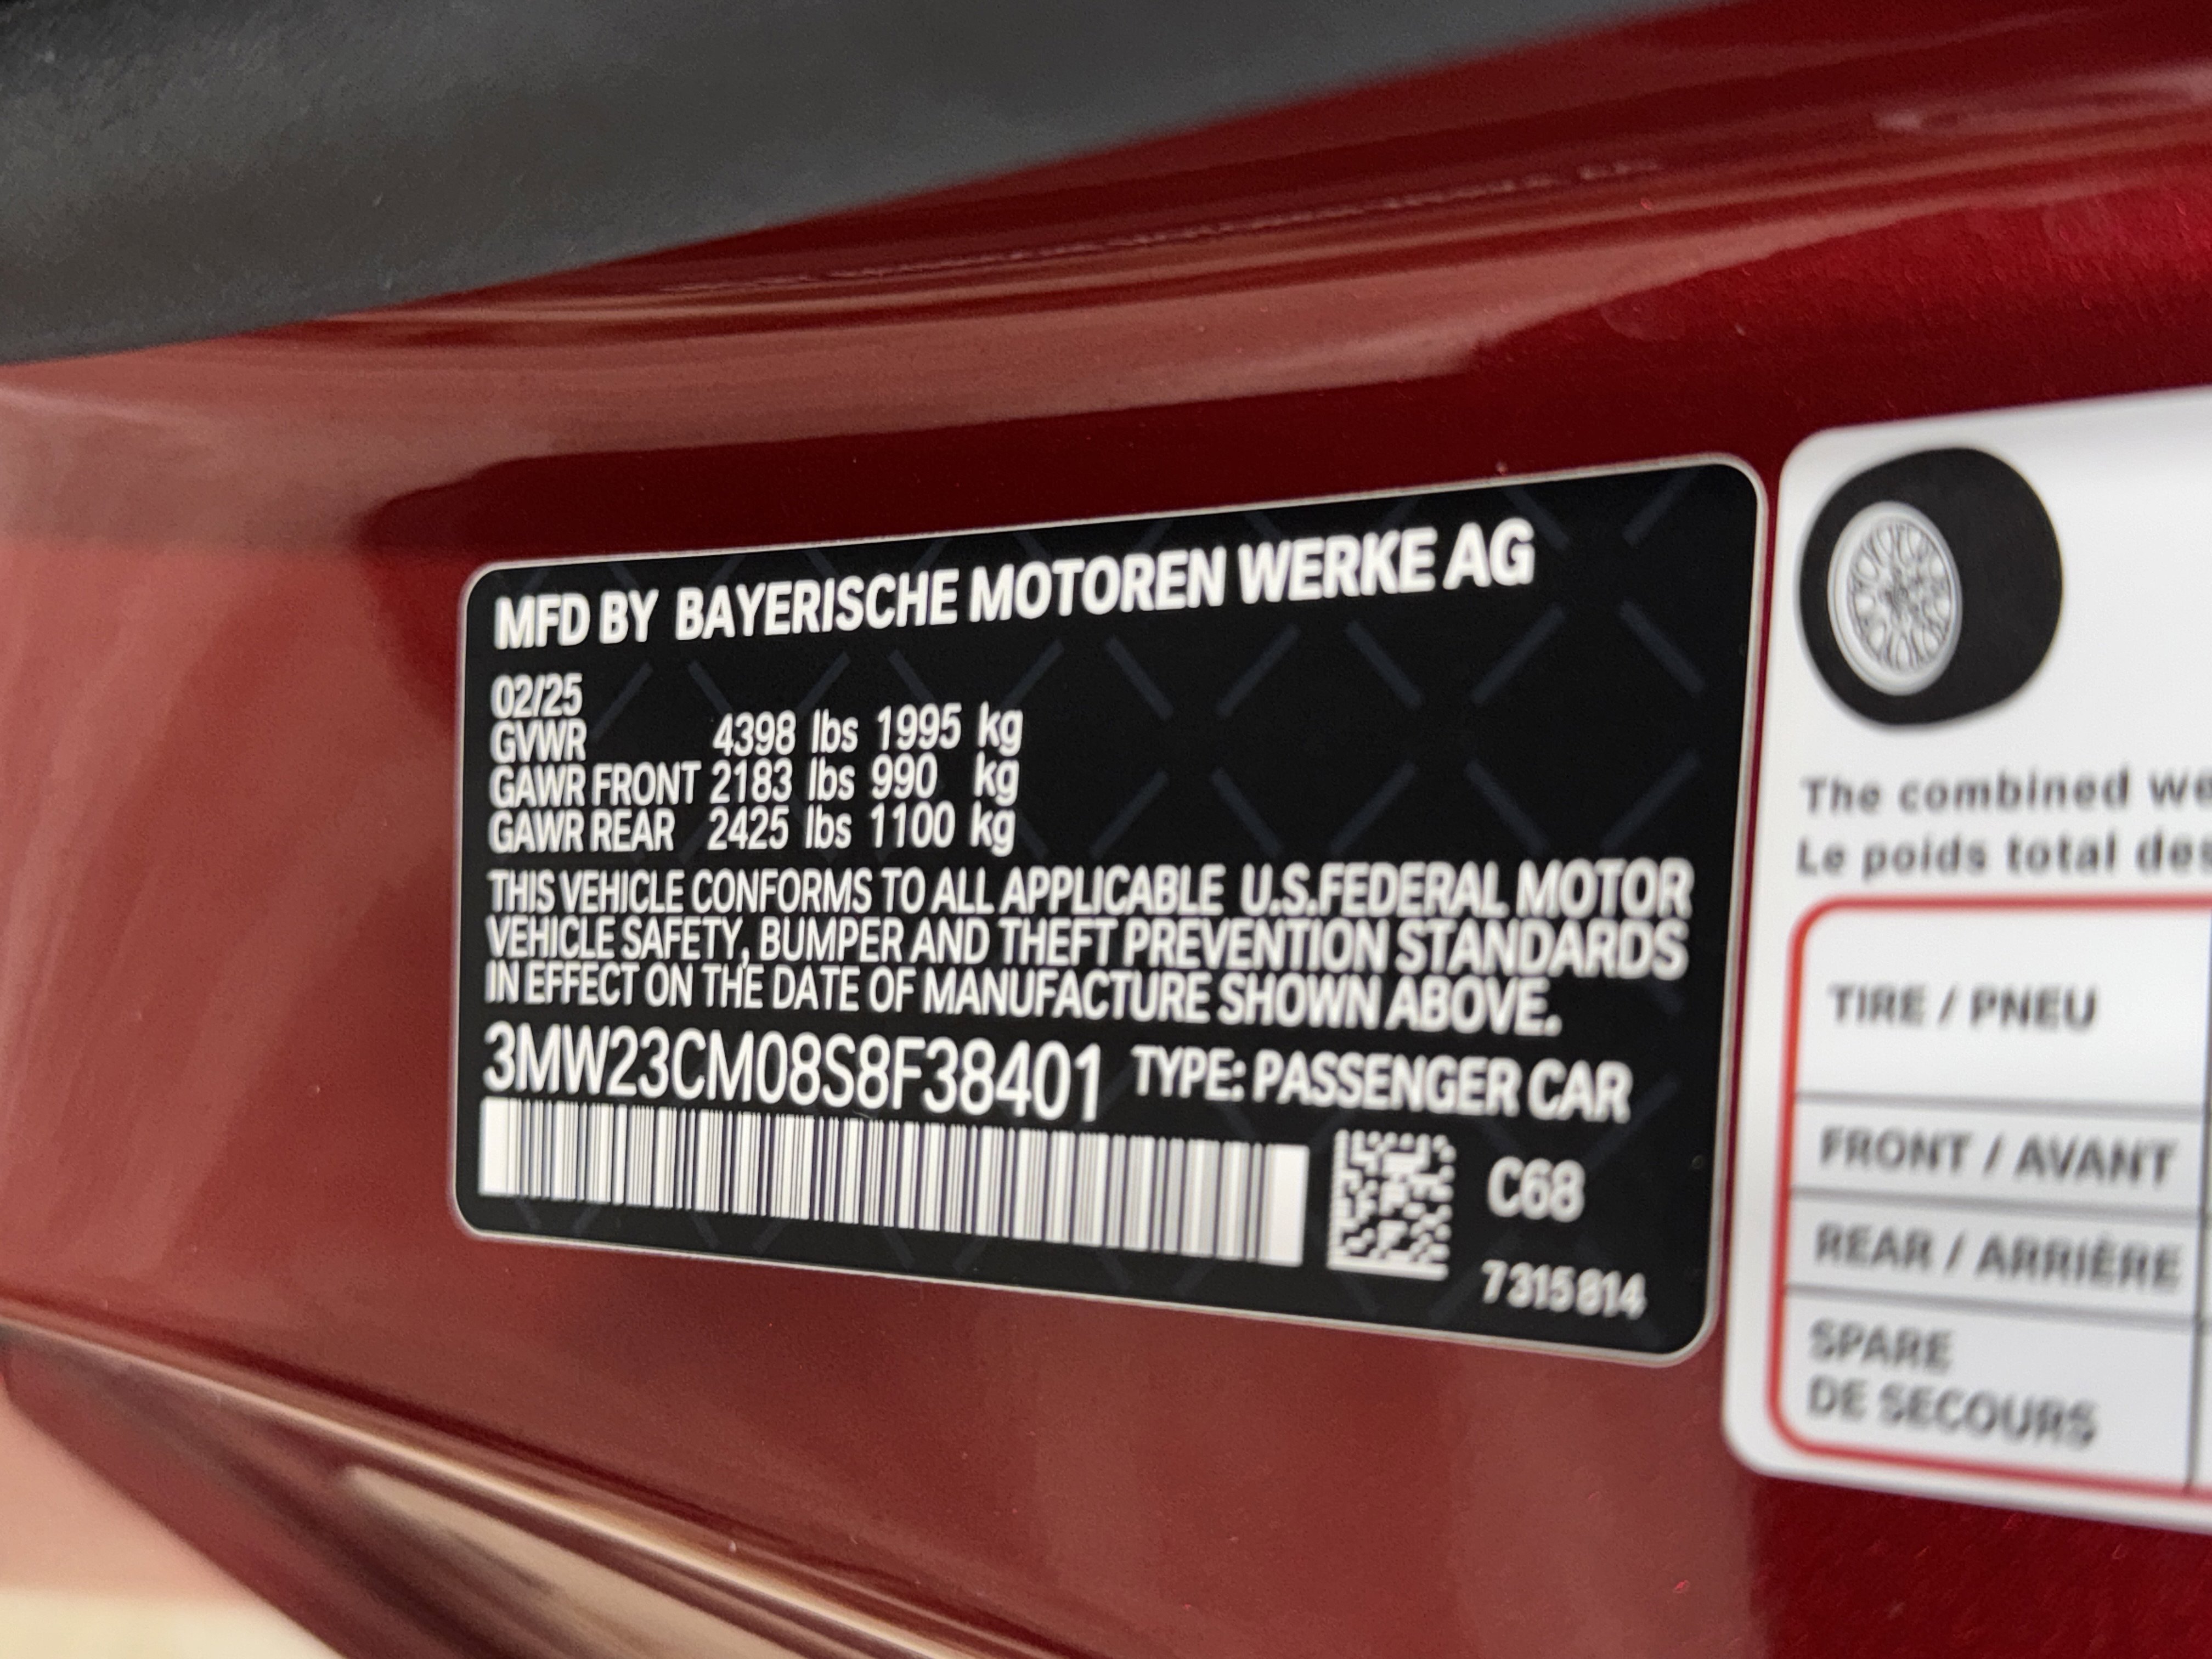 MFD BY BAYERISCHE MOTOREN WERKE AG
02/25
GVWR 4398 lbs 1995 kg
GAWR FRONT 2183 lbs 990 kg
GAWR REAR 2425 lbs 1100 kg
THIS VEHICLE CONFORMS TO ALL APPLICABLE U.S.FEDERAL MOTOR
VEHICLE SAFETY, BUMPER AND THEFT PREVENTION STANDARDS
IN EFFECT ON THE DATE OF MANUFACTURE SHOWN ABOVE.
3MW23CM08S8F38401 TYPE: PASSENGER CAR
C68
7315814
The combined we
Le poids total des
TIRE / PNEU
FRONT / AVANT
REAR / ARRIÈRE
SPARE
DE SECOURS